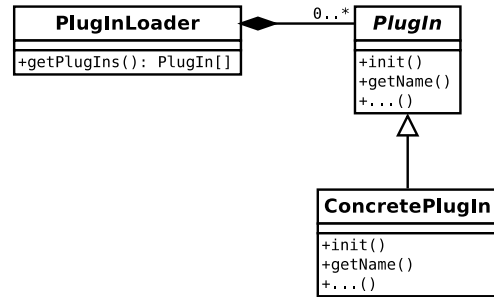 PlugInLoader
+getPlugIns(): PlugIn[]
0..*
PlugIn
+init()
+getName()
+...()
ConcretePlugIn
+init()
+getName()
+...()